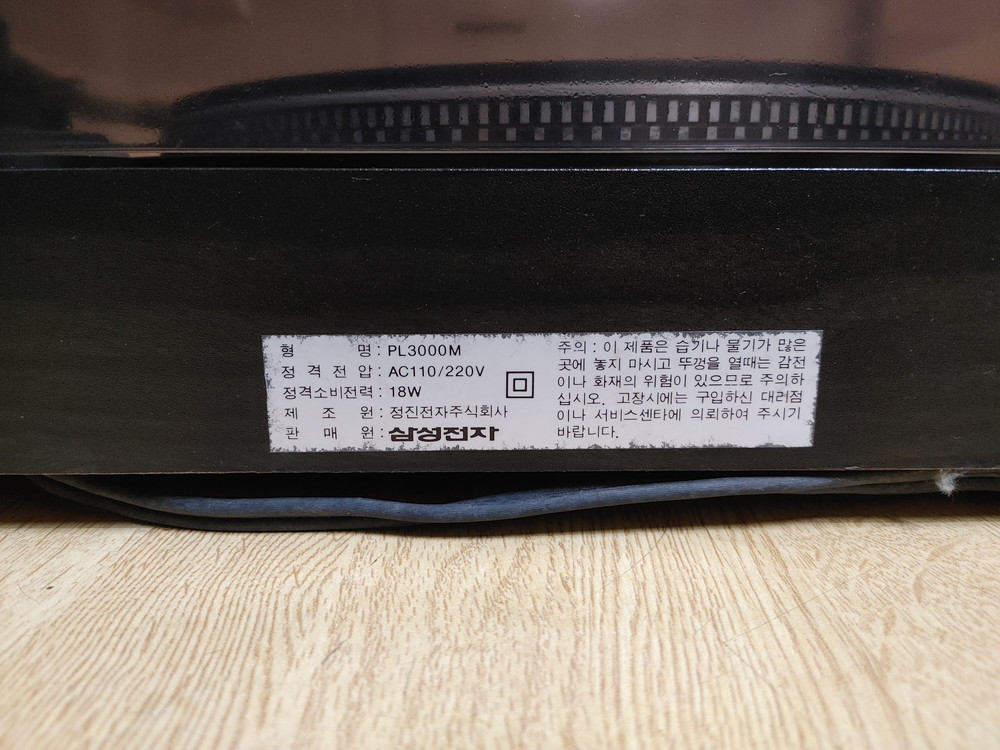 형 명 : PL3000M
정 격 전 압 : AC110/220V
정격소비전력 : 18W
제 조 원 : 정진전자주식회사
판 매 원 : 삼성전자
주의 : 이 제품은 습기나 물기가 많은
곳에 놓지 마시고 뚜껑을 열때는 감전
이나 화재의 위험이 있으므로 주의하
십시오. 고장시에는 구입하신 대리점
이나 서비스센타에 의뢰하여 주시기
바랍니다.